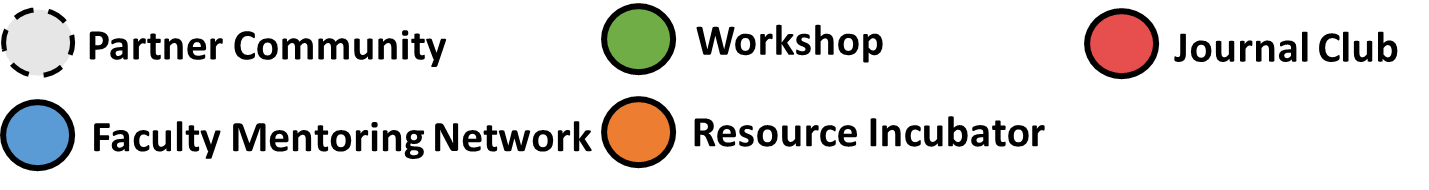 Partner Community
Workshop
Journal Club
Faculty Mentoring Network
Resource Incubator